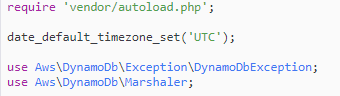 require 'vendor/autoload.php';
date_default_timezone_set('UTC');
use Aws\DynamoDb\Exception\DynamoDbException;
use Aws\DynamoDb\Marshaler;